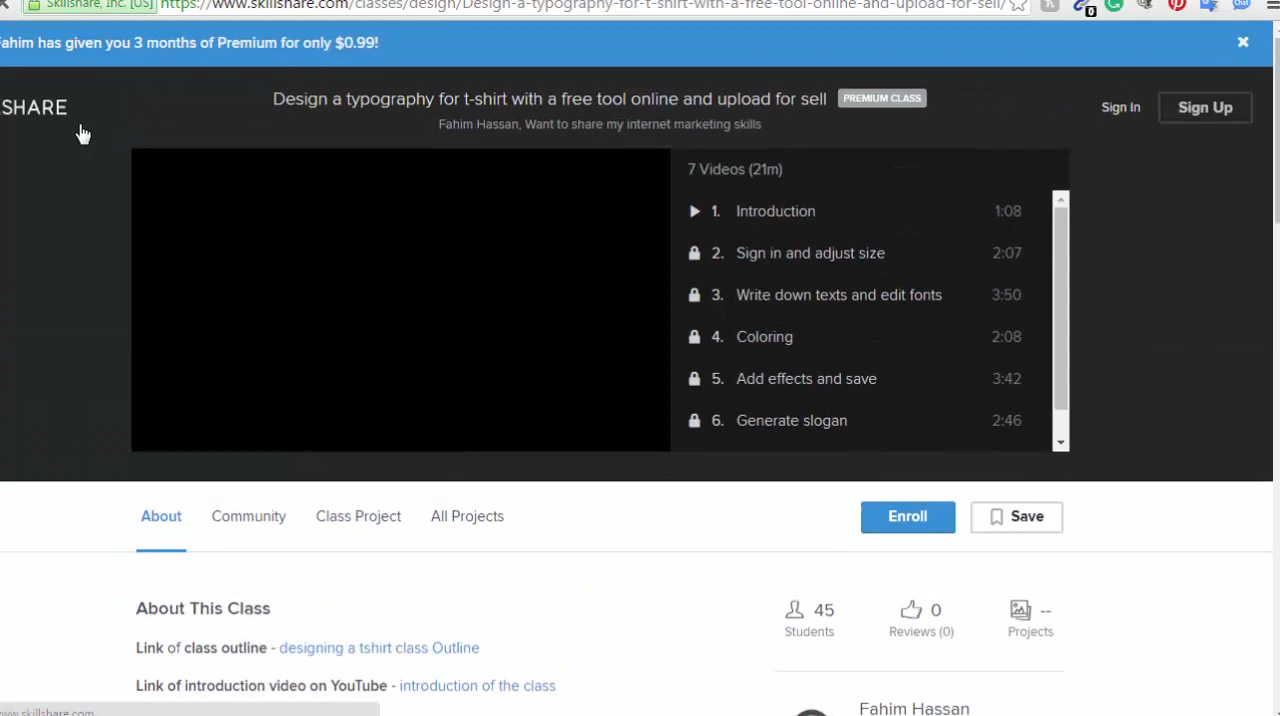 Skillshare, Inc. [US] https://www.skillshare.com/classes/design/Design-a-typography-for-t-shirt-with-a-free-tool-online-and-upload-for-sell/
Fahim has given you 3 months of Premium for only $0.99!
SHARE
Design a typography for t-shirt with a free tool online and upload for sell PREMIUM CLASS
Fahim Hassan, Want to share my internet marketing skills
Sign In Sign Up
7 Videos (21m)
1. Introduction 1:08
2. Sign in and adjust size 2:07
3. Write down texts and edit fonts 3:50
4. Coloring 2:08
5. Add effects and save 3:42
6. Generate slogan 2:46
About Community Class Project All Projects Enroll Save
About This Class
45 0 --
Students Reviews (0) Projects
Link of class outline - designing a tshirt class Outline
Link of introduction video on YouTube - introduction of the class
Fahim Hassan
www.skillshare.com